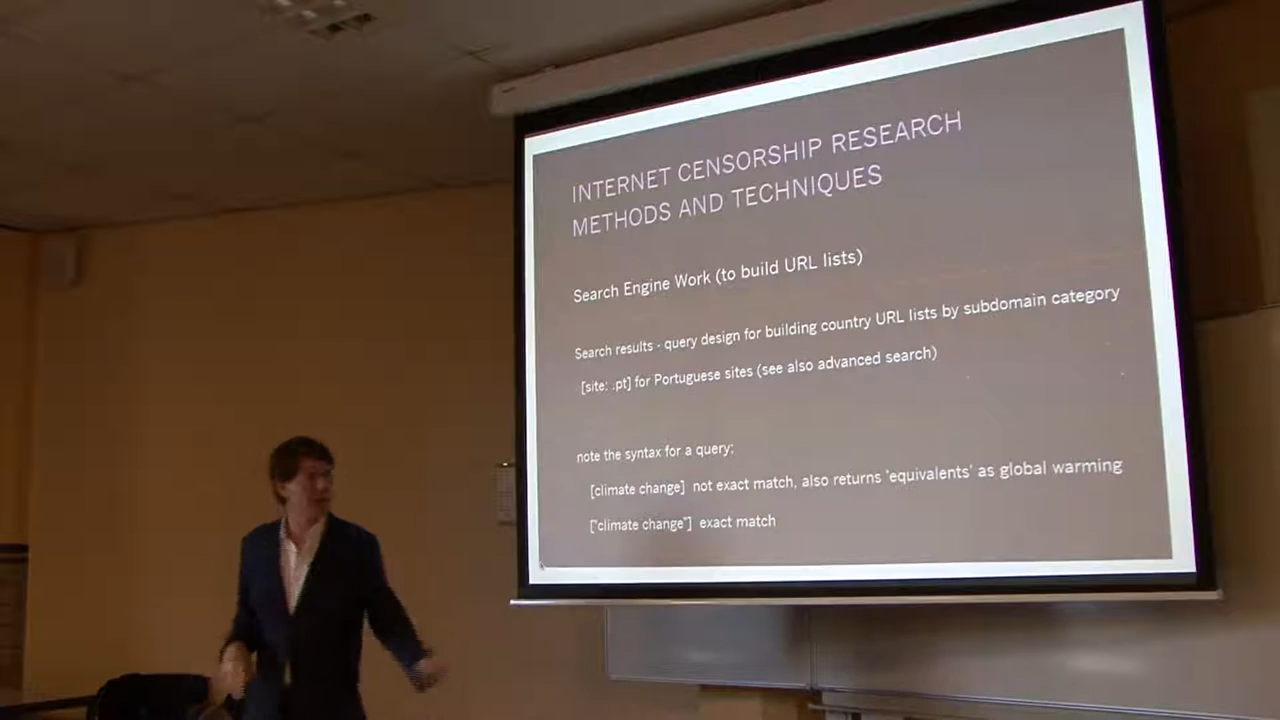 INTERNET CENSORSHIP RESEARCH
METHODS AND TECHNIQUES
Search Engine Work (to build URL lists)
Search results - query design for building country URL lists by subdomain category
[site: .pt] for Portuguese sites (see also advanced search)
note the syntax for a query:
[climate change] not exact match, also returns 'equivalents' as global warming
["climate change"] exact match